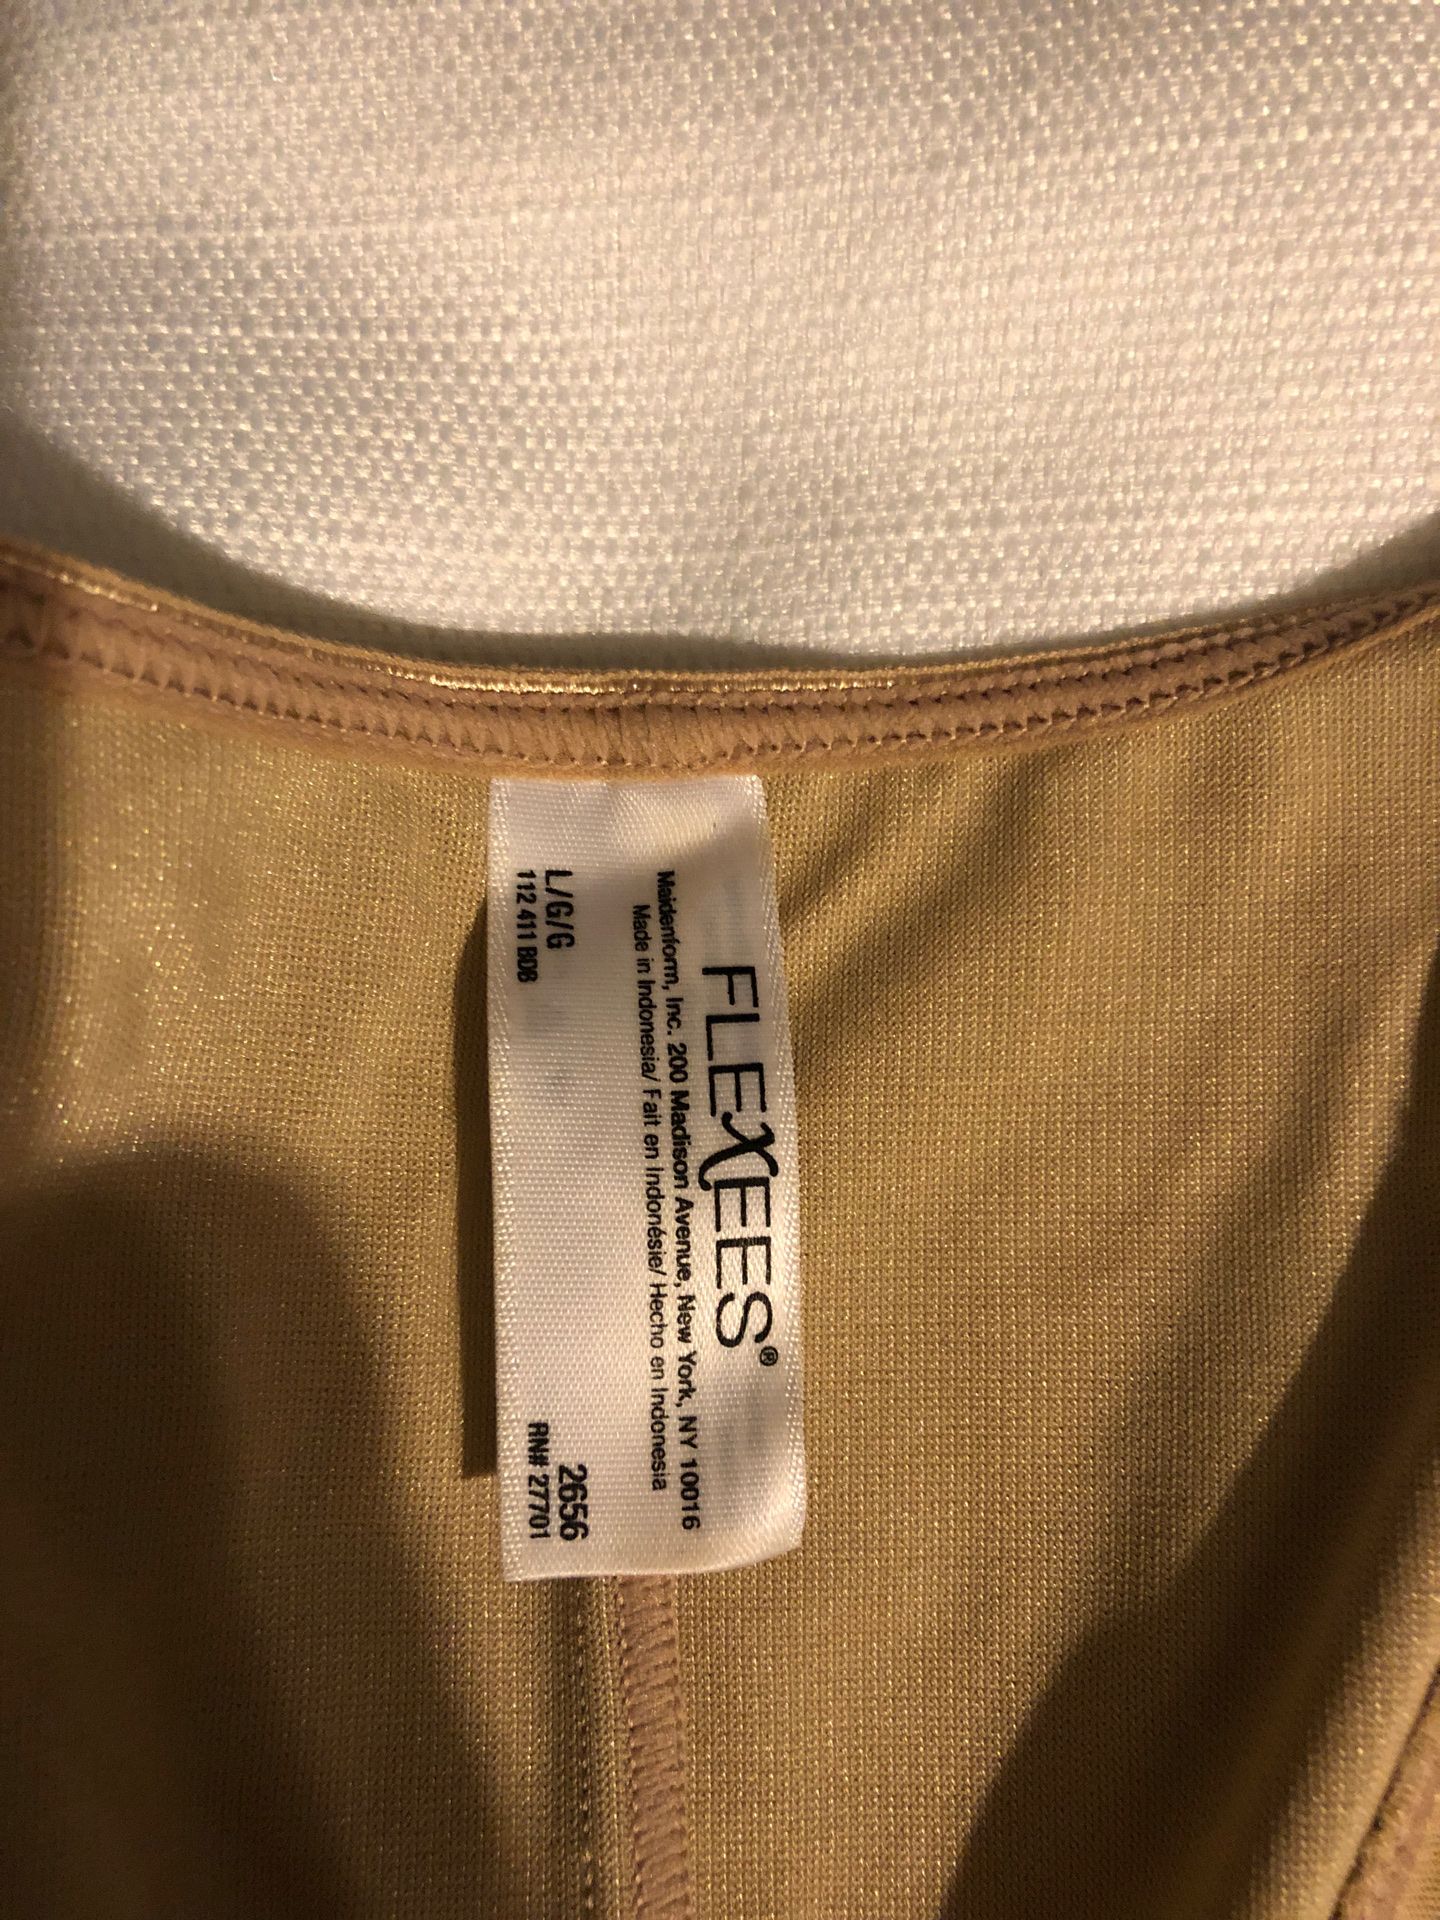 FLEXEES®
Maidenform, Inc. 200 Madison Avenue, New York, NY 10016
Made in Indonesia/ Fait en Indonésie/ Hecho en Indonesia
L/G/G 2656
112 411 BDB RN# 27701